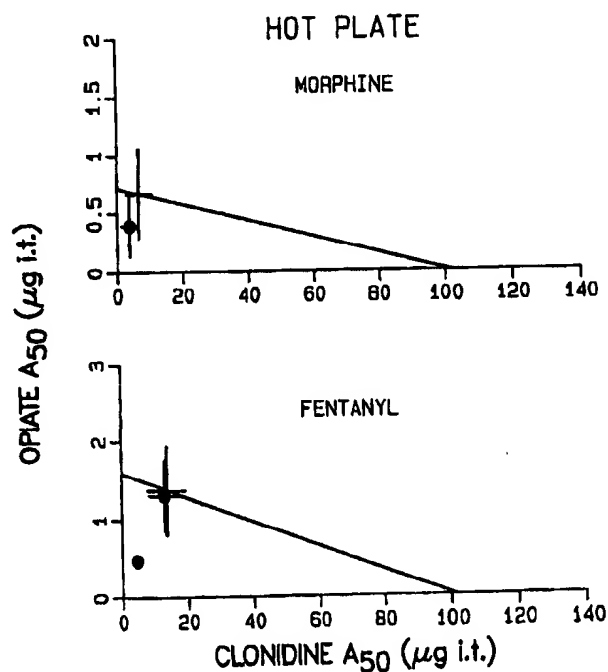 HOT PLATE
MORPHINE
2
1.5
1
0.5
0
0 20 40 60 80 100 120 140
OPIATE A50 (μg i.t.)
FENTANYL
3
2
1
0
0 20 40 60 80 100 120 140
CLONIDINE A50 (μg i.t.)